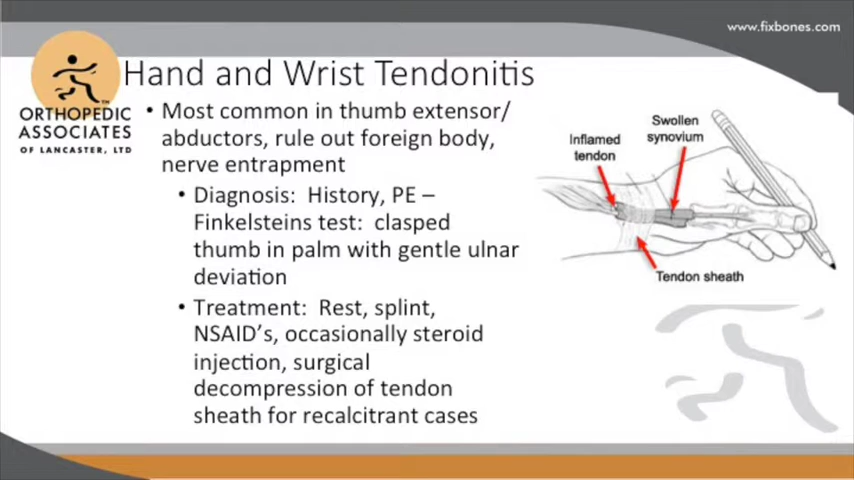 www.fixbones.com
Hand and Wrist Tendonitis
ORTHOPEDIC
ASSOCIATES
OF LANCASTER, LTD
TM
• Most common in thumb extensor/
abductors, rule out foreign body,
nerve entrapment
• Diagnosis: History, PE –
Finkelsteins test: clasped
thumb in palm with gentle ulnar
deviation
• Treatment: Rest, splint,
NSAID's, occasionally steroid
injection, surgical
decompression of tendon
sheath for recalcitrant cases
Inflamed
tendon
Swollen
synovium
Tendon sheath